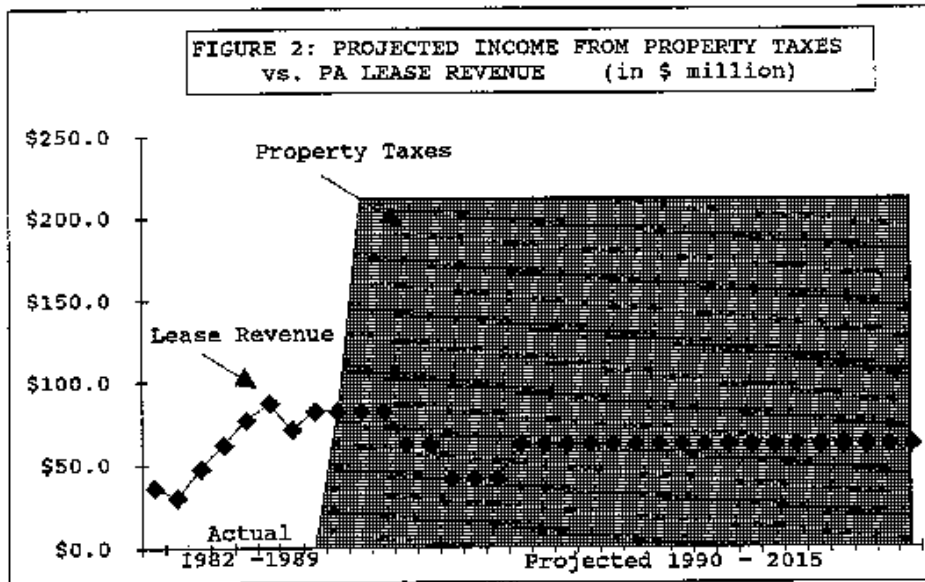 FIGURE 2: PROJECTED INCOME FROM PROPERTY TAXES
vs. PA LEASE REVENUE (in $ million)
$250.0
Property Taxes
$200.0
$150.0
Lease Revenue
$100.0
$50.0
Actual
$0.0
1982 -1989 Projected 1990 - 2015